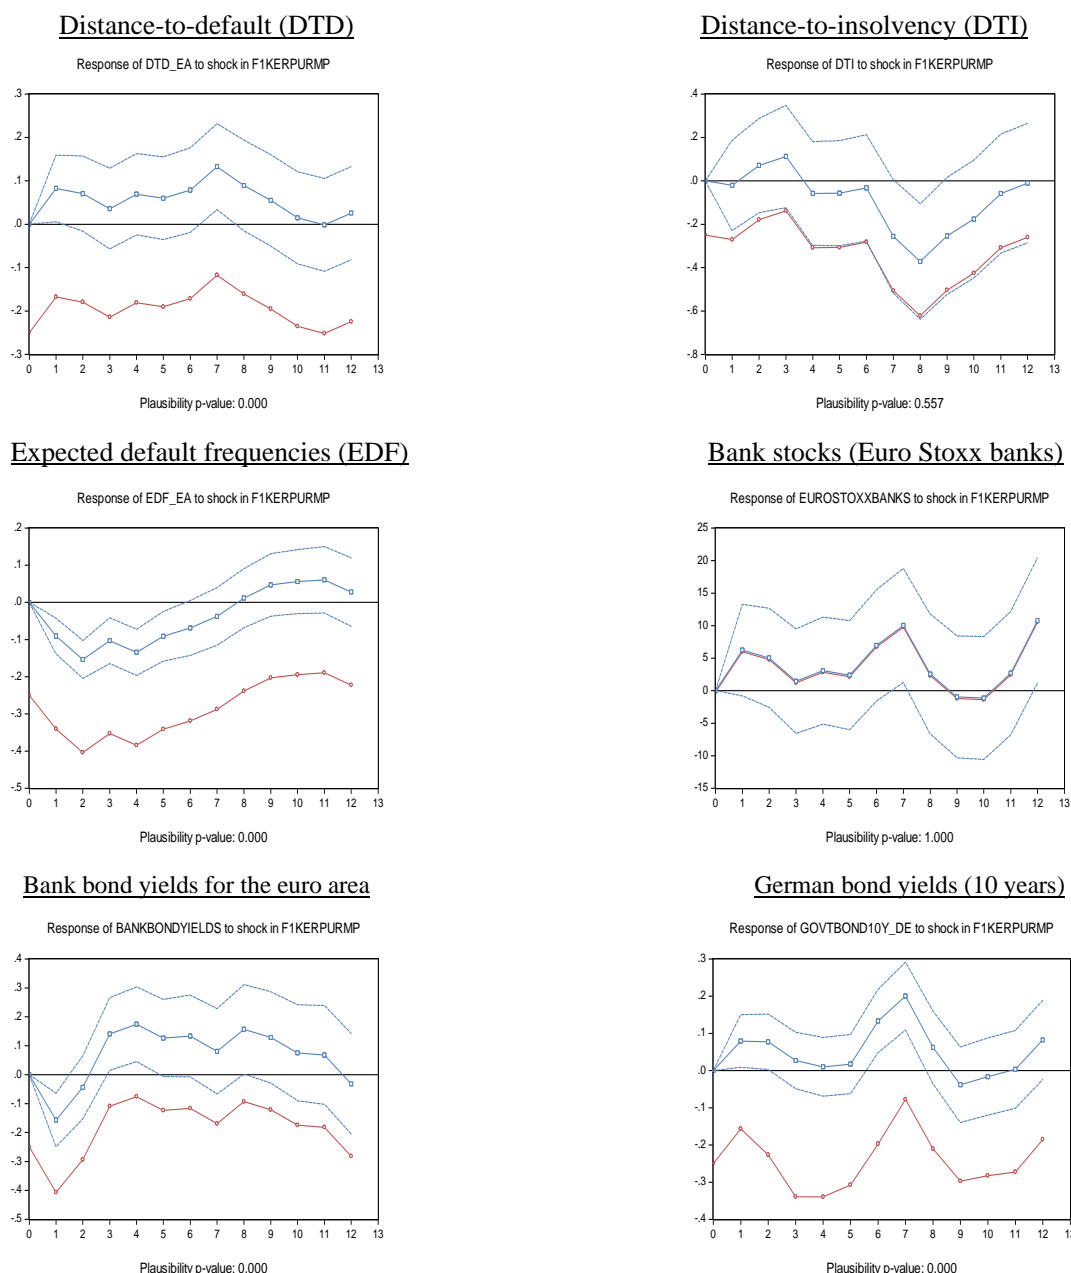 Distance-to-default (DTD)
Response of DTD_EA to shock in F1KERPURMP
.3
.2
.1
.0
-.1
-.2
-.3
0 1 2 3 4 5 6 7 8 9 10 11 12 13
Plausibility p-value: 0.000
Distance-to-insolvency (DTI)
Response of DTI to shock in F1KERPURMP
.4
.2
.0
-.2
-.4
-.6
-.8
0 1 2 3 4 5 6 7 8 9 10 11 12 13
Plausibility p-value: 0.557
Expected default frequencies (EDF)
Response of EDF_EA to shock in F1KERPURMP
.2
.1
.0
-.1
-.2
-.3
-.4
-.5
0 1 2 3 4 5 6 7 8 9 10 11 12 13
Plausibility p-value: 0.000
Bank stocks (Euro Stoxx banks)
Response of EUROSTOXXBANKS to shock in F1KERPURMP
25
20
15
10
5
0
-5
-10
-15
0 1 2 3 4 5 6 7 8 9 10 11 12 13
Plausibility p-value: 1.000
Bank bond yields for the euro area
Response of BANKBONDYIELDS to shock in F1KERPURMP
.4
.3
.2
.1
.0
-.1
-.2
-.3
-.4
-.5
0 1 2 3 4 5 6 7 8 9 10 11 12 13
Plausibility p-value: 0.000
German bond yields (10 years)
Response of GOVTBOND10Y_DE to shock in F1KERPURMP
.3
.2
.1
.0
-.1
-.2
-.3
-.4
0 1 2 3 4 5 6 7 8 9 10 11 12 13
Plausibility p-value: 0.000